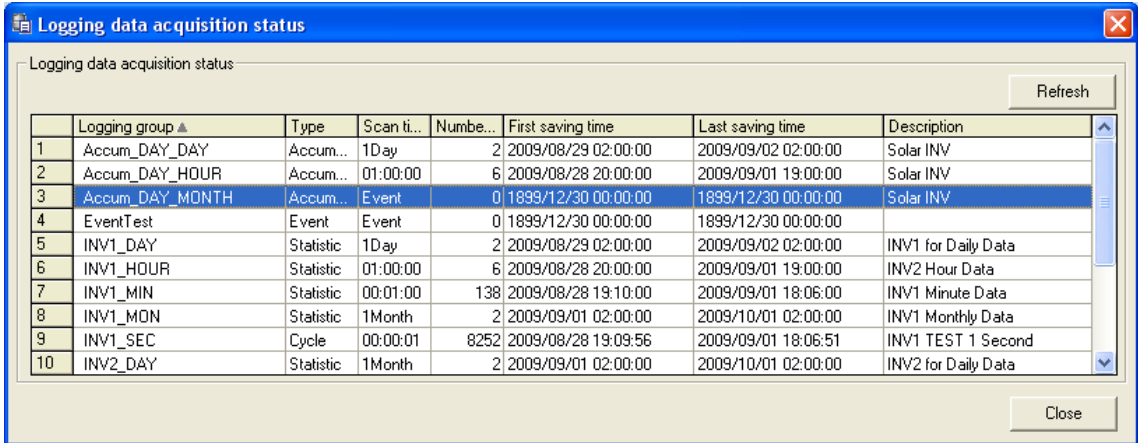 Logging data acquisition status
Logging data acquisition status
Refresh
Logging group Type Scan ti... Numbe... First saving time Last saving time Description
1 Accum_DAY_DAY Accum... 1Day 2 2009/08/29 02:00:00 2009/09/02 02:00:00 Solar INV
2 Accum_DAY_HOUR Accum... 01:00:00 6 2009/08/28 20:00:00 2009/09/01 19:00:00 Solar INV
3 Accum_DAY_MONTH Accum... Event 0 1899/12/30 00:00:00 1899/12/30 00:00:00 Solar INV
4 EventTest Event Event 0 1899/12/30 00:00:00 1899/12/30 00:00:00
5 INV1_DAY Statistic 1Day 2 2009/08/29 02:00:00 2009/09/02 02:00:00 INV1 for Daily Data
6 INV1_HOUR Statistic 01:00:00 6 2009/08/28 20:00:00 2009/09/01 19:00:00 INV2 Hour Data
7 INV1_MIN Statistic 00:01:00 138 2009/08/28 19:10:00 2009/09/01 18:06:00 INV1 Minute Data
8 INV1_MON Statistic 1Month 2 2009/09/01 02:00:00 2009/10/01 02:00:00 INV1 Monthly Data
9 INV1_SEC Cycle 00:00:01 8252 2009/08/28 19:09:56 2009/09/01 18:06:51 INV1 TEST 1 Second
10 INV2_DAY Statistic 1Month 2 2009/09/01 02:00:00 2009/10/01 02:00:00 INV2 for Daily Data
Close